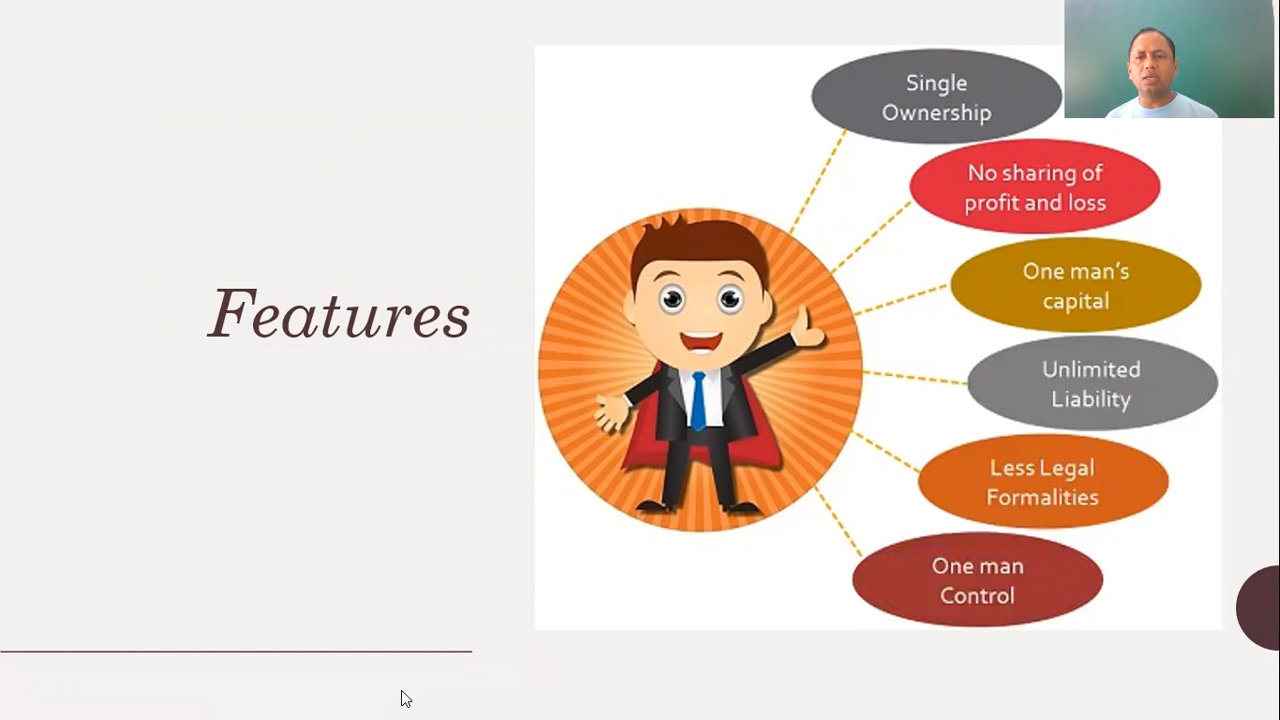 Features
Single
Ownership
No sharing of
profit and loss
One man’s
capital
Unlimited
Liability
Less Legal
Formalities
One man
Control